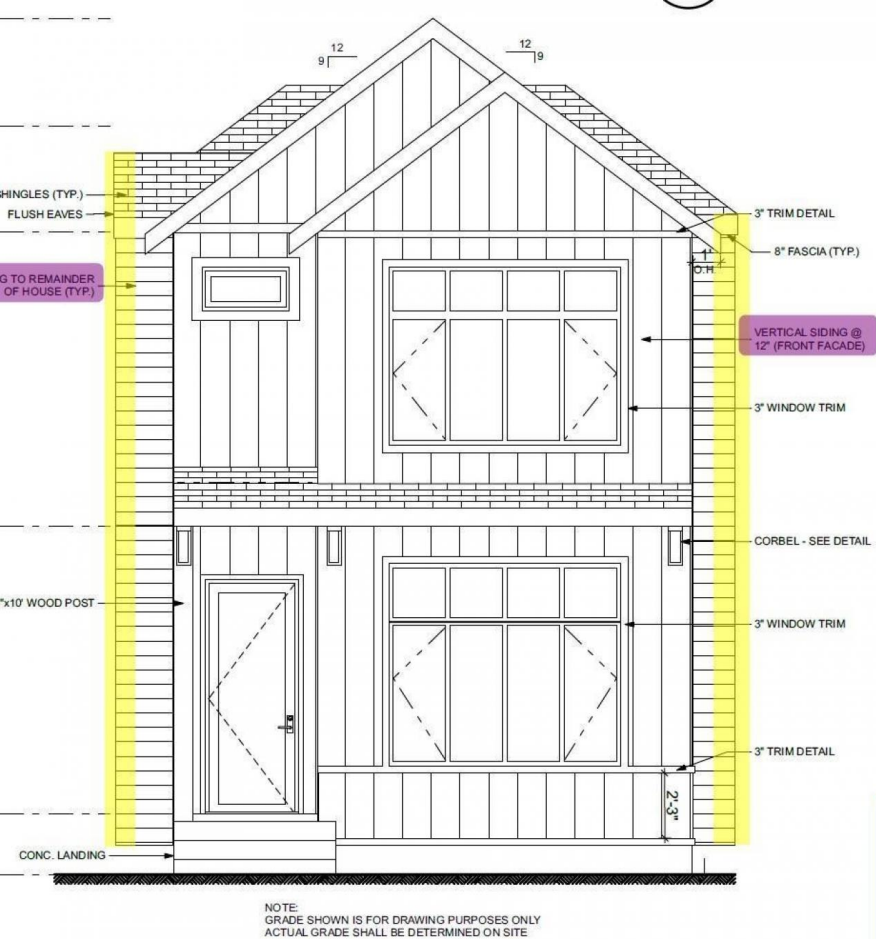 12
9
12
9
SHINGLES (TYP.)
FLUSH EAVES
3" TRIM DETAIL
8" FASCIA (TYP.)
1'
O.H.
G TO REMAINDER
OF HOUSE (TYP.)
VERTICAL SIDING @
12" (FRONT FACADE)
3" WINDOW TRIM
CORBEL - SEE DETAIL
"x10' WOOD POST
3" WINDOW TRIM
3" TRIM DETAIL
2'-3"
CONC. LANDING
NOTE:
GRADE SHOWN IS FOR DRAWING PURPOSES ONLY
ACTUAL GRADE SHALL BE DETERMINED ON SITE